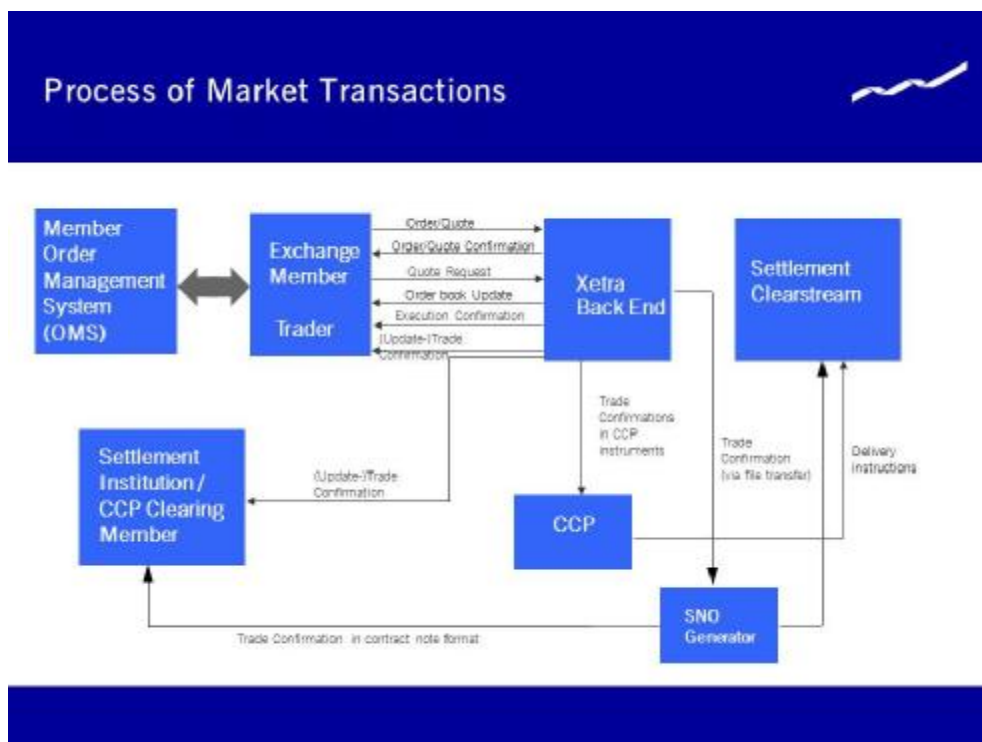 Process of Market Transactions
Member
Order
Management
System
(OMS)
Exchange
Member
Trader
Order/Quote
Order/Quote Confirmation
Quote Request
Order book Update
Execution Confirmation
(Update-)Trade
Confirmation
Xetra
Back End
Settlement
Clearstream
Trade
Confirmations
in CCP
instruments
Trade
Confirmation
(via file transfer)
Delivery
instructions
Settlement
Institution /
CCP Clearing
Member
(Update-)Trade
Confirmation
CCP
SNO
Generator
Trade Confirmation in contract note format